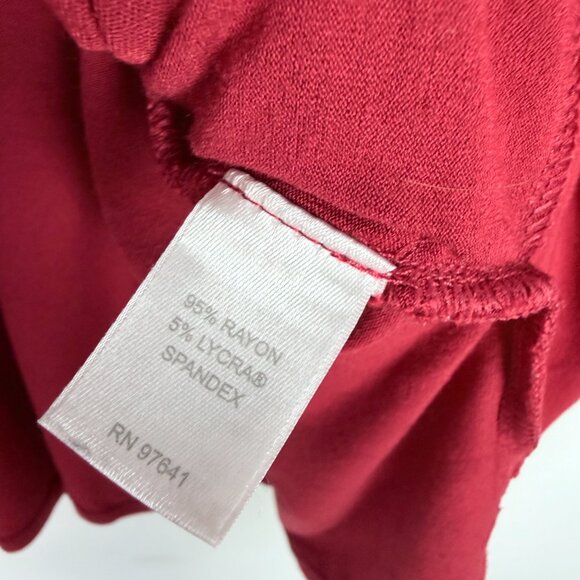 95% RAYON
5% LYCRA®
SPANDEX
RN 97641